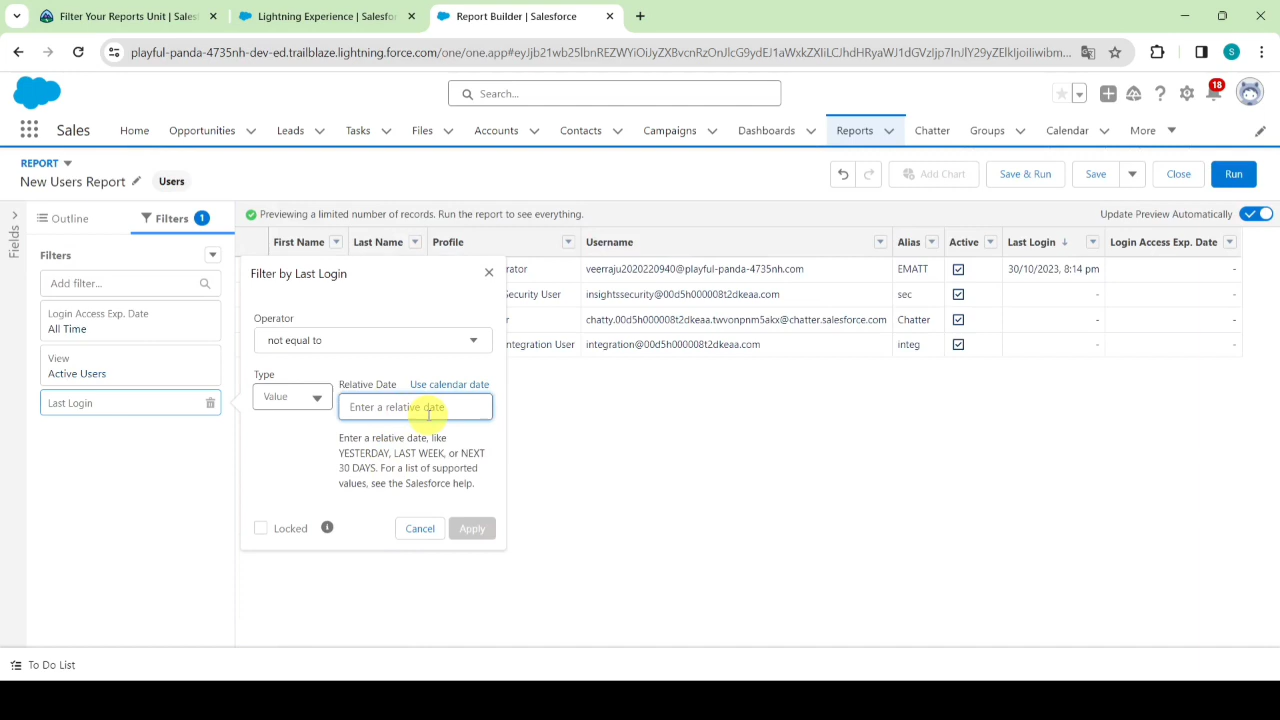 Filter Your Reports Unit | Sales
Lightning Experience | Salesfor
Report Builder | Salesforce
playful-panda-4735nh-dev-ed.trailblaze.lightning.force.com/one/one.app#
Search...
18
Sales
Home
Opportunities
Leads
Tasks
Files
Accounts
Contacts
Campaigns
Dashboards
Reports
Chatter
Groups
Calendar
More
REPORT
New Users Report
Users
Add Chart
Save & Run
Save
Close
Run
Fields
Outline
Filters 1
Previewing a limited number of records. Run the report to see everything.
Update Preview Automatically
Filters
Add filter...
Login Access Exp. Date
All Time
View
Active Users
Last Login
First Name
Last Name
Profile
Username
Alias
Active
Last Login
Login Access Exp. Date
rator veerraju2020220940@playful-panda-4735nh.com EMATT 30/10/2023, 8:14 pm -
Security User insightssecurity@00d5h000008t2dkeaa.com sec - -
r chatty.00d5h000008t2dkeaa.twvonpnm5akx@chatter.salesforce.com Chatter - -
ntegration User integration@00d5h000008t2dkeaa.com integ - -
Filter by Last Login
Operator
not equal to
Type
Value
Relative Date
Use calendar date
Enter a relative date
Enter a relative date, like
YESTERDAY, LAST WEEK, or NEXT
30 DAYS. For a list of supported
values, see the Salesforce help.
Locked
Cancel
Apply
To Do List